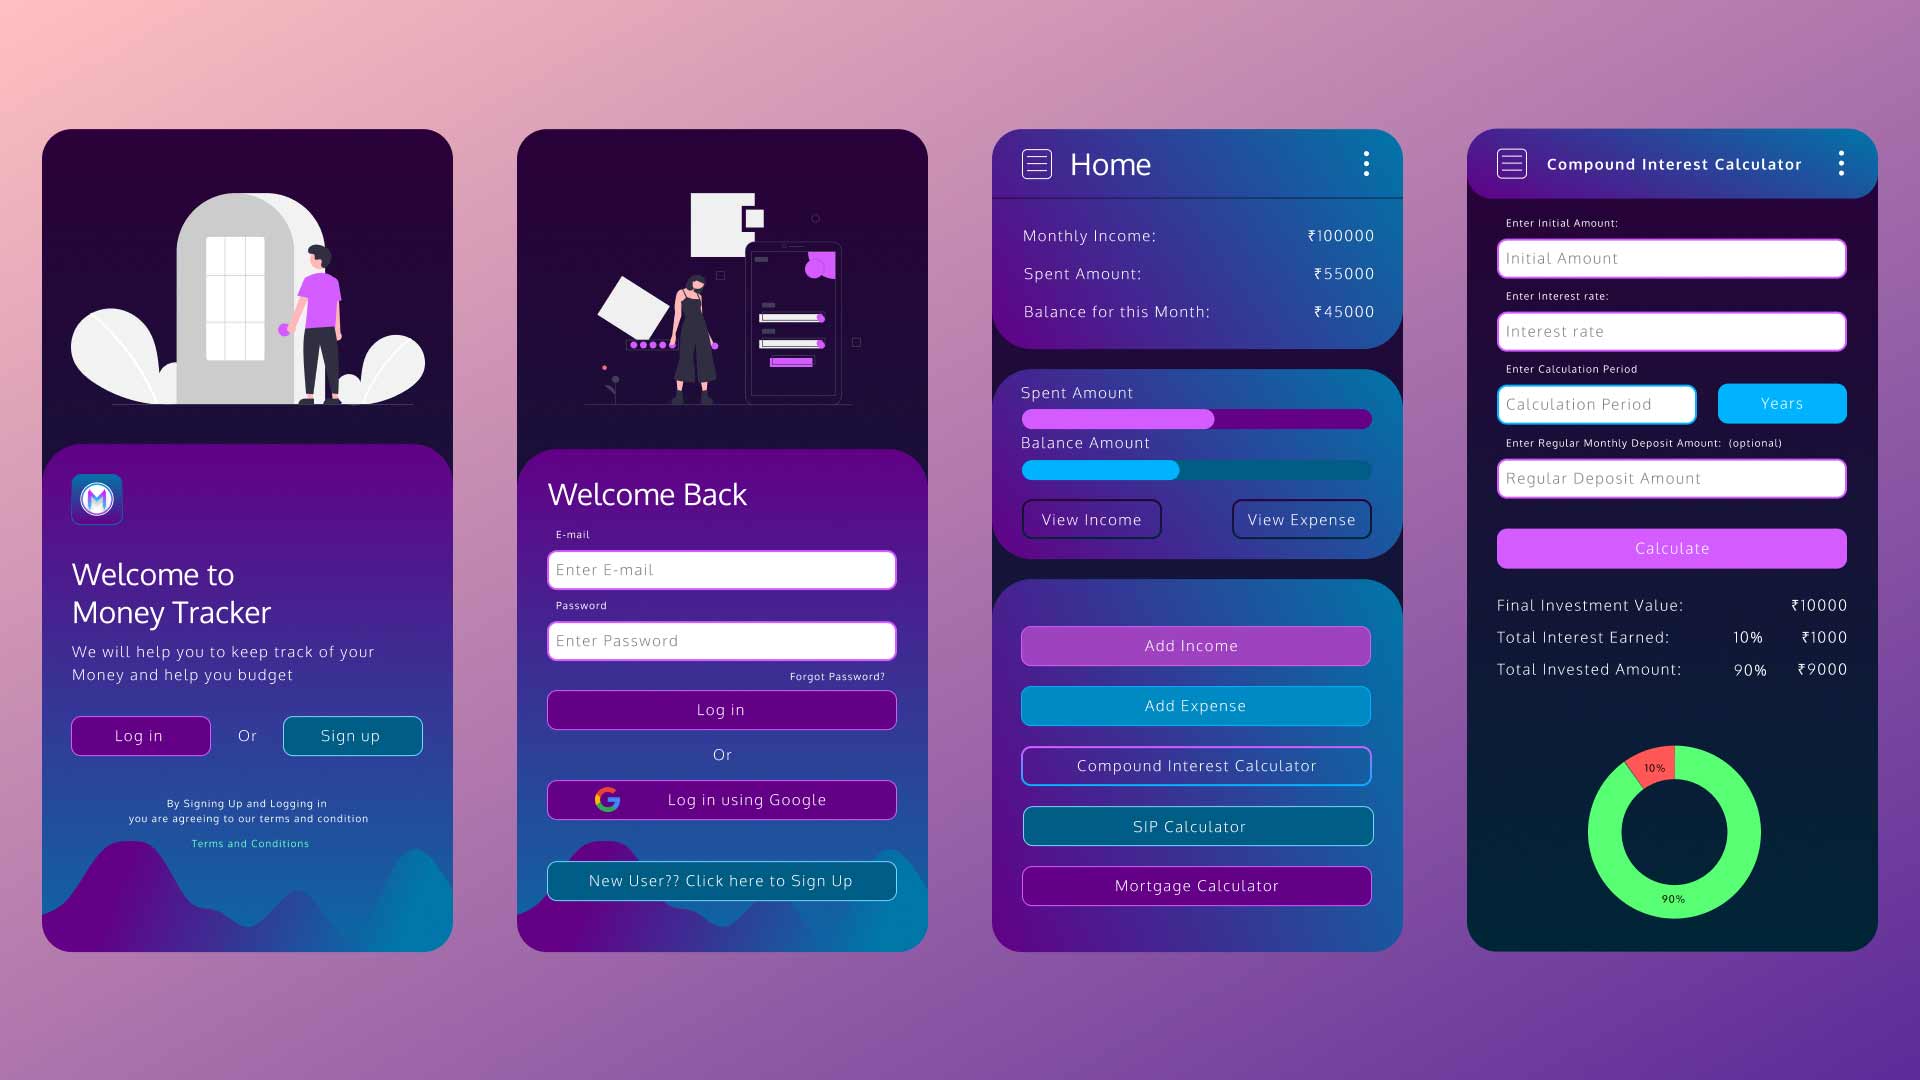 M
Welcome to
Money Tracker
We will help you to keep track of your
Money and help you budget
Log in
Or
Sign up
By Signing Up and Logging in
you are agreeing to our terms and condition
Terms and Conditions
Welcome Back
E-mail
Enter E-mail
Password
Enter Password
Forgot Password?
Log in
Or
G
Log in using Google
New User?? Click here to Sign Up
Home
Monthly Income: ₹100000
Spent Amount: ₹55000
Balance for this Month: ₹45000
Spent Amount
Balance Amount
View Income
View Expense
Add Income
Add Expense
Compound Interest Calculator
SIP Calculator
Mortgage Calculator
Compound Interest Calculator
Enter Initial Amount:
Initial Amount
Enter Interest rate:
Interest rate
Enter Calculation Period
Calculation Period
Years
Enter Regular Monthly Deposit Amount: (optional)
Regular Deposit Amount
Calculate
Final Investment Value: ₹10000
Total Interest Earned: 10% ₹1000
Total Invested Amount: 90% ₹9000
10%
90%